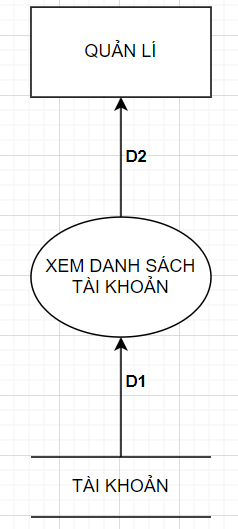 QUẢN LÍ
D2
XEM DANH SÁCH
TÀI KHOẢN
D1
TÀI KHOẢN